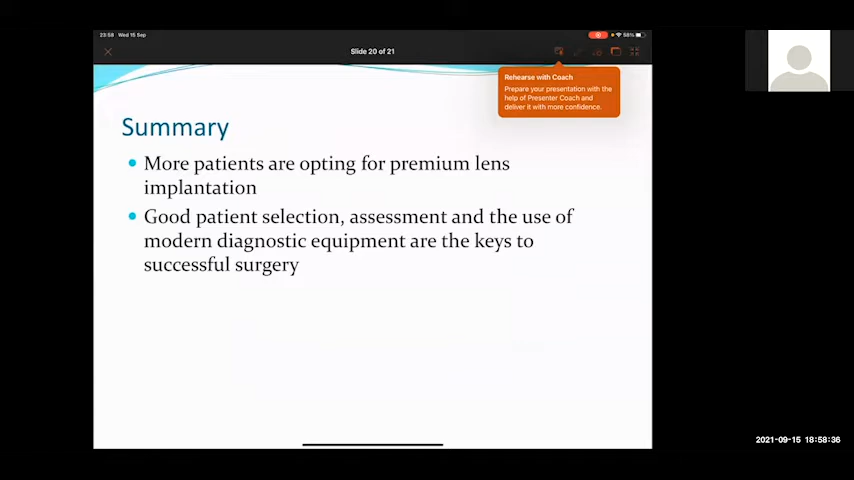 23:58 Wed 15 Sep
58%
Slide 20 of 21
Rehearse with Coach
Prepare your presentation with the
help of Presenter Coach and
deliver it with more confidence.
Summary
More patients are opting for premium lens
implantation
Good patient selection, assessment and the use of
modern diagnostic equipment are the keys to
successful surgery
2021-09-15 18:58:36